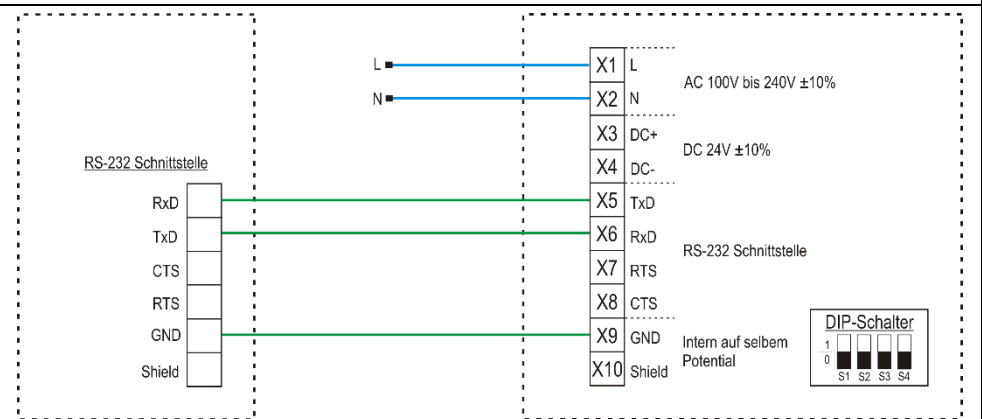 L
N
RS-232 Schnittstelle
RxD
TxD
CTS
RTS
GND
Shield
X1 L
X2 N
AC 100V bis 240V ±10%
X3 DC+
X4 DC-
DC 24V ±10%
X5 TxD
X6 RxD
X7 RTS
X8 CTS
RS-232 Schnittstelle
X9 GND
X10 Shield
Intern auf selbem
Potential
DIP-Schalter
1
0
S1 S2 S3 S4